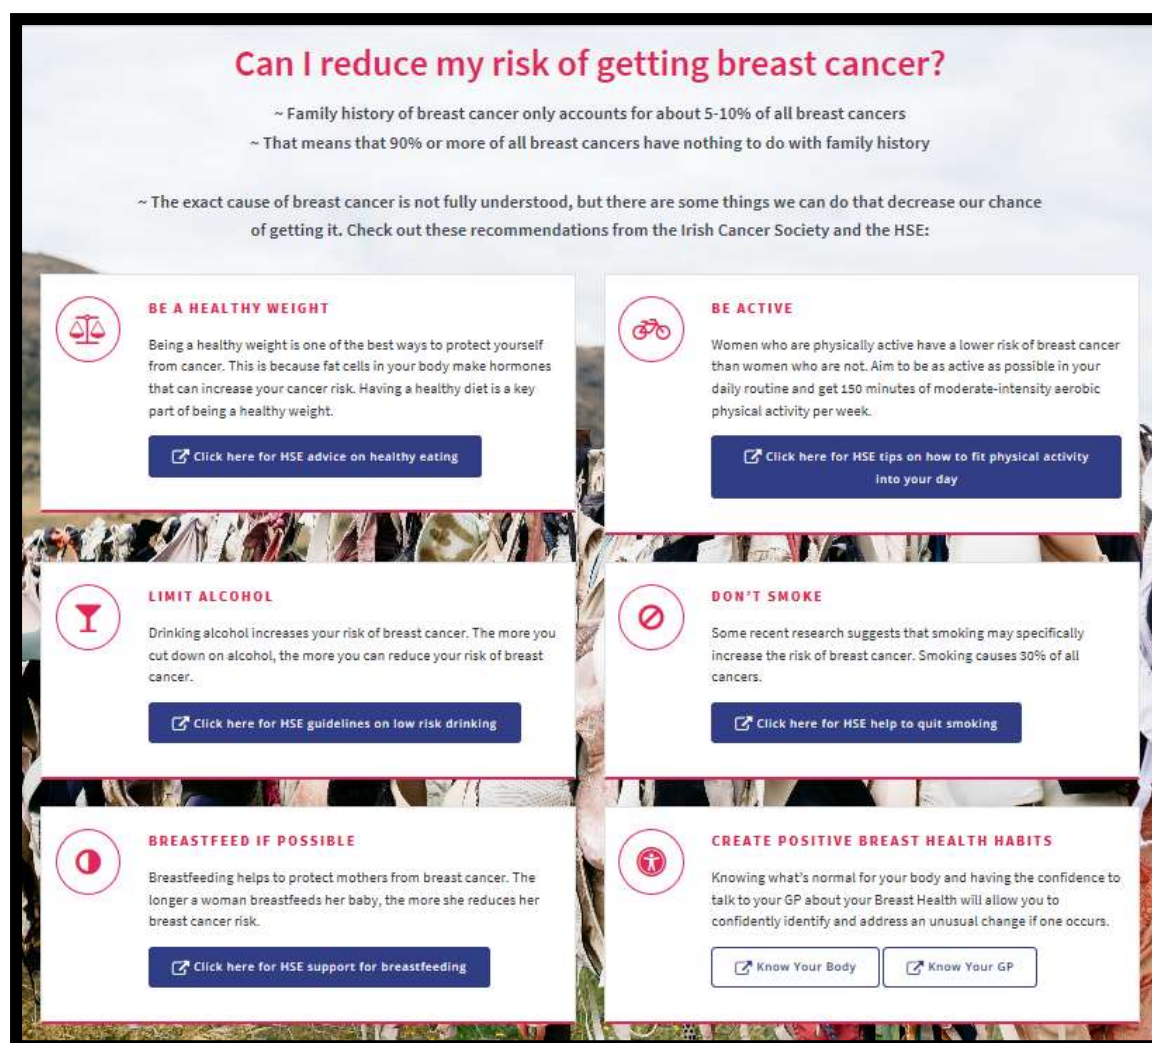 Can I reduce my risk of getting breast cancer?
~ Family history of breast cancer only accounts for about 5-10% of all breast cancers
~ That means that 90% or more of all breast cancers have nothing to do with family history
~ The exact cause of breast cancer is not fully understood, but there are some things we can do that decrease our chance
of getting it. Check out these recommendations from the Irish Cancer Society and the HSE:
BE A HEALTHY WEIGHT
Being a healthy weight is one of the best ways to protect yourself
from cancer. This is because fat cells in your body make hormones
that can increase your cancer risk. Having a healthy diet is a key
part of being a healthy weight.
Click here for HSE advice on healthy eating
BE ACTIVE
Women who are physically active have a lower risk of breast cancer
than women who are not. Aim to be as active as possible in your
daily routine and get 150 minutes of moderate-intensity aerobic
physical activity per week.
Click here for HSE tips on how to fit physical activity
into your day
LIMIT ALCOHOL
Drinking alcohol increases your risk of breast cancer. The more you
cut down on alcohol, the more you can reduce your risk of breast
cancer.
Click here for HSE guidelines on low risk drinking
DON'T SMOKE
Some recent research suggests that smoking may specifically
increase the risk of breast cancer. Smoking causes 30% of all
cancers.
Click here for HSE help to quit smoking
BREASTFEED IF POSSIBLE
Breastfeeding helps to protect mothers from breast cancer. The
longer a woman breastfeeds her baby, the more she reduces her
breast cancer risk.
Click here for HSE support for breastfeeding
CREATE POSITIVE BREAST HEALTH HABITS
Knowing what's normal for your body and having the confidence to
talk to your GP about your Breast Health will allow you to
confidently identify and address an unusual change if one occurs.
Know Your Body
Know Your GP